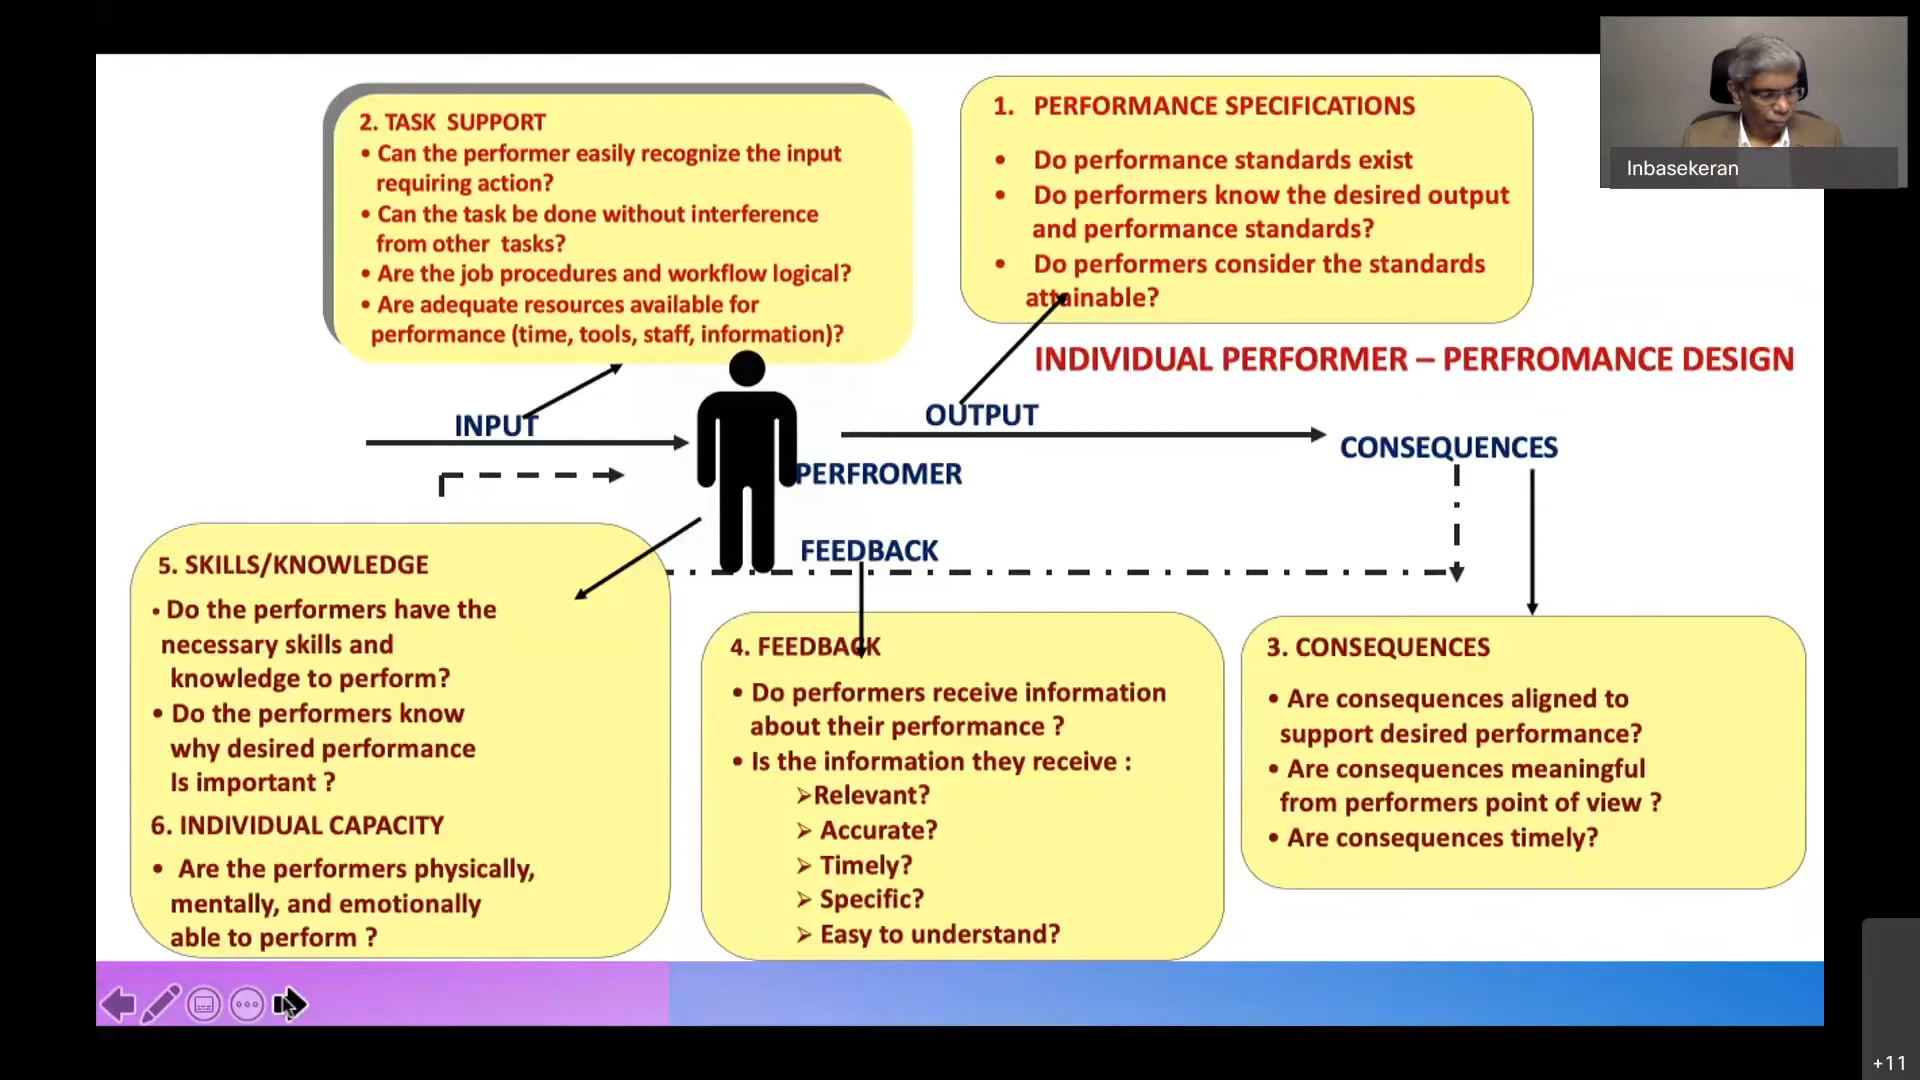 2. TASK  SUPPORT
• Can the performer easily recognize the input
requiring action?
• Can the task be done without interference
from other  tasks?
• Are the job procedures and workflow logical?
• Are adequate resources available for
performance (time, tools, staff, information)?
1.   PERFORMANCE SPECIFICATIONS
•   Do performance standards exist
•   Do performers know the desired output
and performance standards?
•   Do performers consider the standards
attainable?
Inbasekeran
INDIVIDUAL PERFORMER – PERFROMANCE DESIGN
INPUT
OUTPUT
CONSEQUENCES
PERFROMER
FEEDBACK
5. SKILLS/KNOWLEDGE
• Do the performers have the
necessary skills and
knowledge to perform?
• Do the performers know
why desired performance
Is important ?
6. INDIVIDUAL CAPACITY
•  Are the performers physically,
mentally, and emotionally
able to perform ?
4. FEEDBACK
• Do performers receive information
about their performance ?
• Is the information they receive :
➢Relevant?
➢ Accurate?
➢ Timely?
➢ Specific?
➢ Easy to understand?
3. CONSEQUENCES
• Are consequences aligned to
support desired performance?
• Are consequences meaningful
from performers point of view ?
• Are consequences timely?
+11